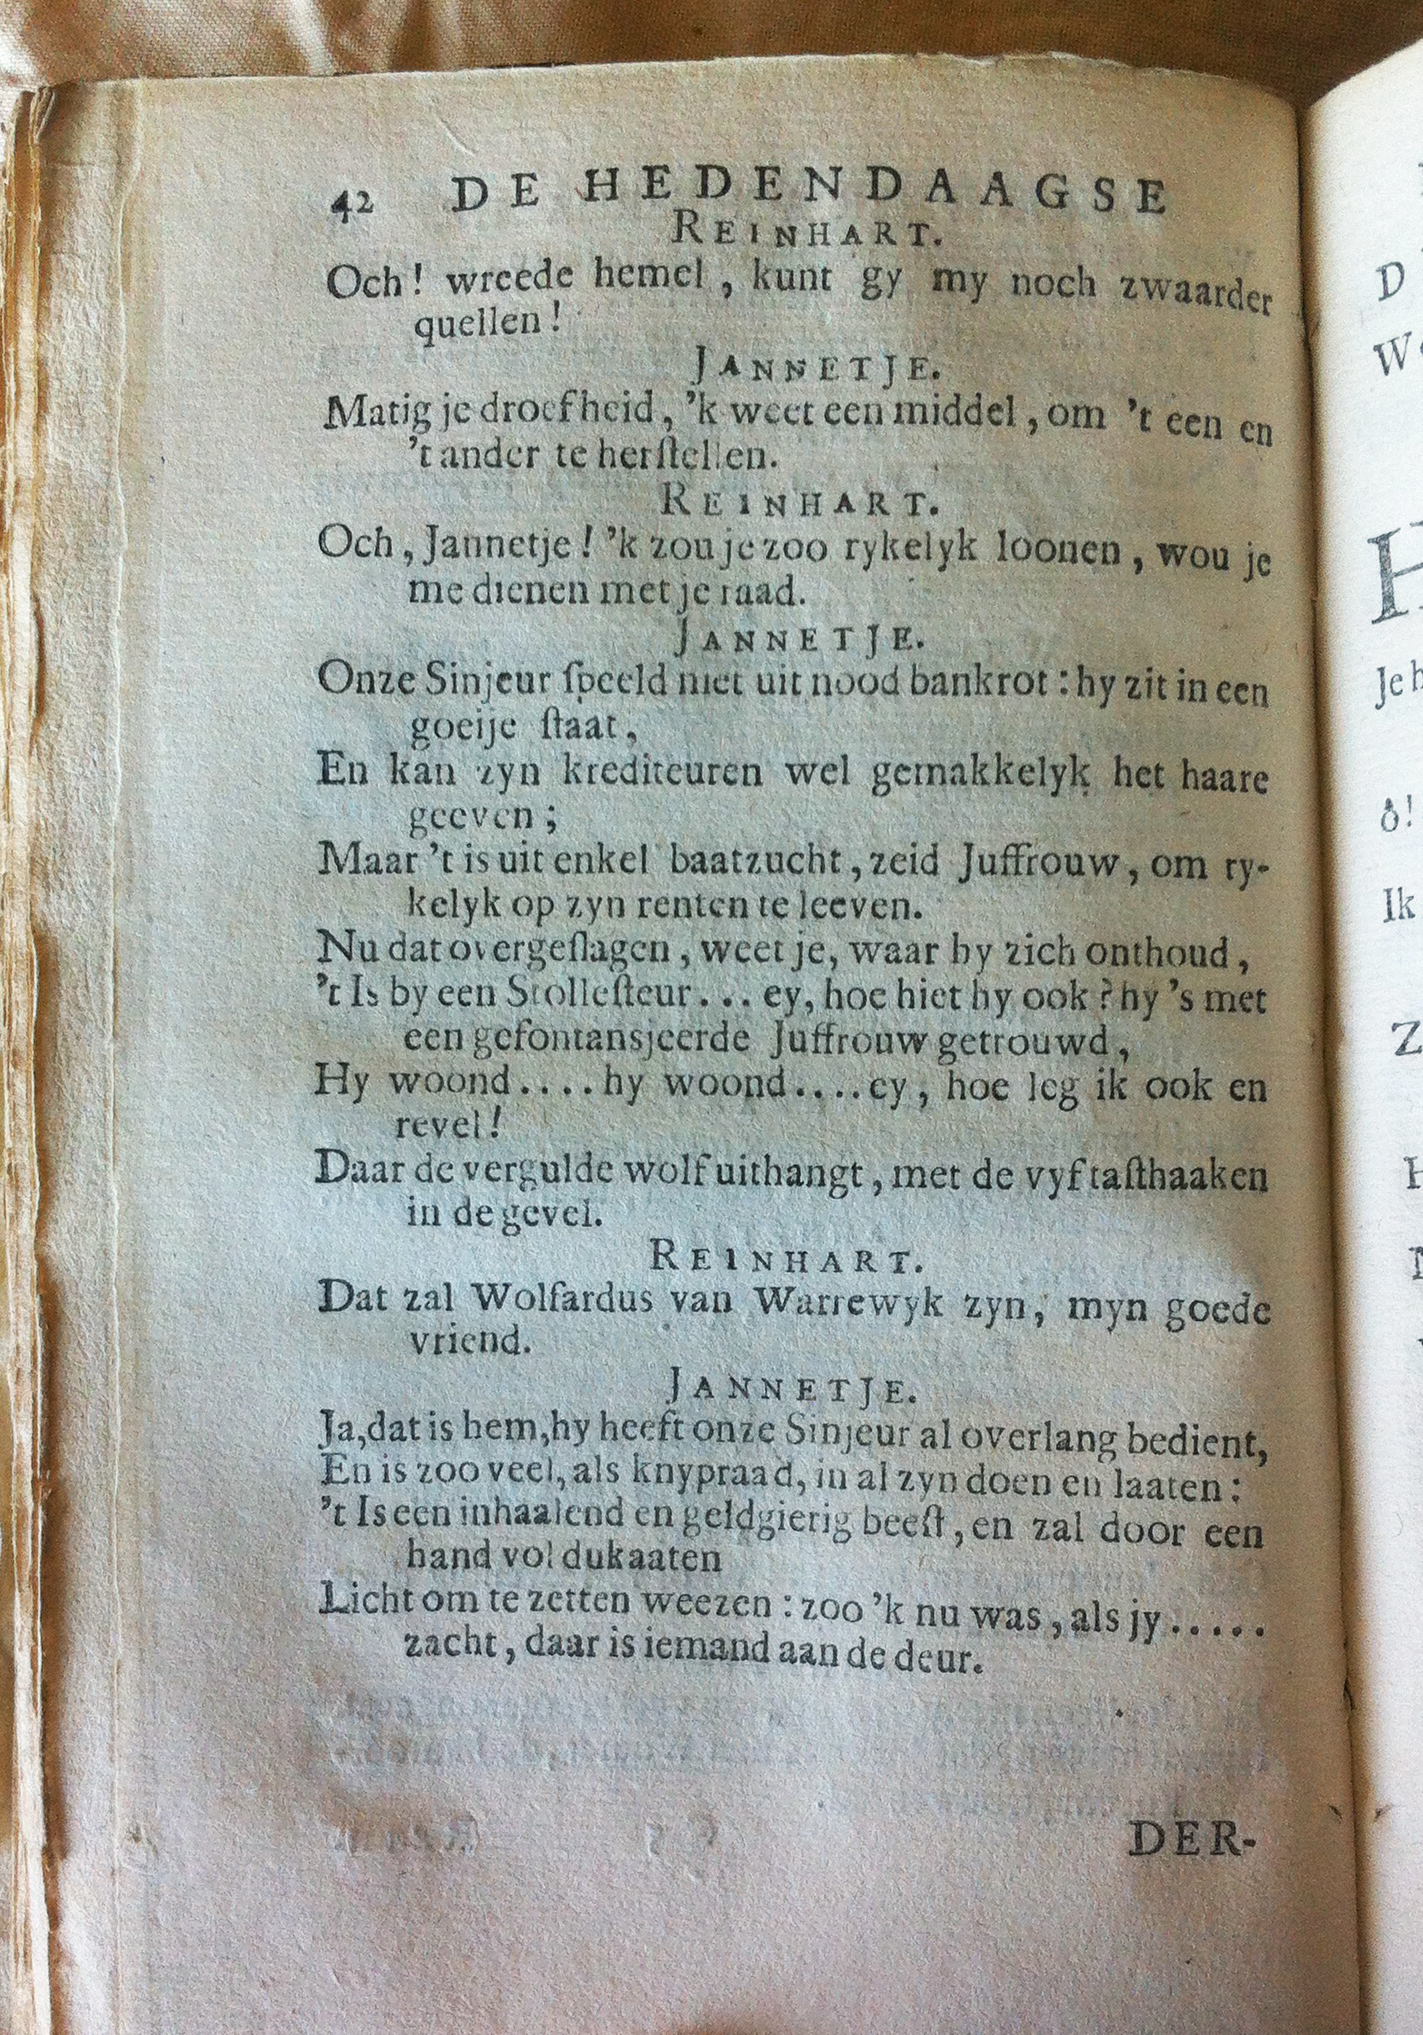 42 DE HEDENDAAGSE
REINHART.
Och! wreede hemel, kunt gy my noch zwaarder
quellen!
JANNETJE.
Matig je droefheid, 'k weet een middel, om 't een en
't ander te herſtellen.
REINHART.
Och, Jannetje! 'k zou je zoo rykelyk loonen, wou je
me dienen met je raad.
JANNETJE.
Onze Sinjeur ſpeeld niet uit nood bankrot: hy zit in een
goeije ſtaat,
En kan zyn krediteuren wel gemakkelyk het haare
geeven;
Maar 't is uit enkel baatzucht, zeid Juffrouw, om ry-
kelyk op zyn renten te leeven.
Nu dat overgeſlagen, weet je, waar hy zich onthoud,
't Is by een Stolleſteur... ey, hoe hiet hy ook? hy 's met
een gefontansjeerde Juffrouw getrouwd,
Hy woond.... hy woond.... ey, hoe leg ik ook en
revel!
Daar de vergulde wolf uithangt, met de vyf taſthaaken
in de gevel.
REINHART.
Dat zal Wolfardus van Warrewyk zyn, myn goede
vriend.
JANNETJE.
Ja, dat is hem, hy heeft onze Sinjeur al overlang bedient,
En is zoo veel, als knypraad, in al zyn doen en laaten:
't Is een inhaalend en geldgierig beeſt, en zal door een
hand vol dukaaten
Licht om te zetten weezen: zoo 'k nu was, als jy.....
zacht, daar is iemand aan de deur.
DER-
D
W
H
Je h
ô!
Ik
Z